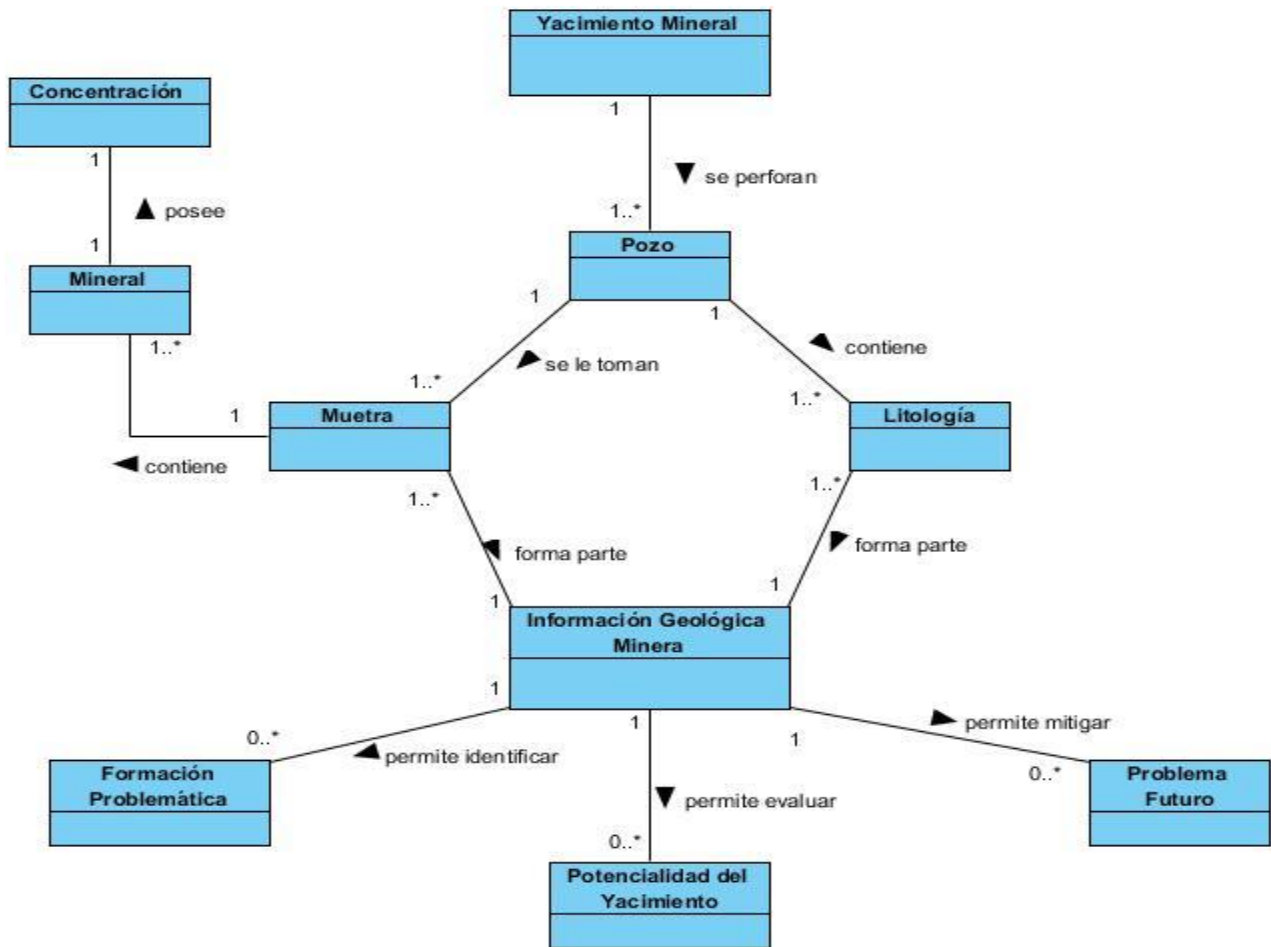 Yacimiento Mineral
Concentración
1
1
se perforan
posee
1..*
1
Pozo
Mineral
1
1
1..*
contiene
se le toman
1..*
1..*
1
Muetra
Litología
contiene
1..*
1..*
forma parte
forma parte
1
1
Información Geológica
Minera
1
1
permite mitigar
1
0..*
permite identificar
0..*
Formación
Problemática
Problema
Futuro
permite evaluar
0..*
Potencialidad del
Yacimiento